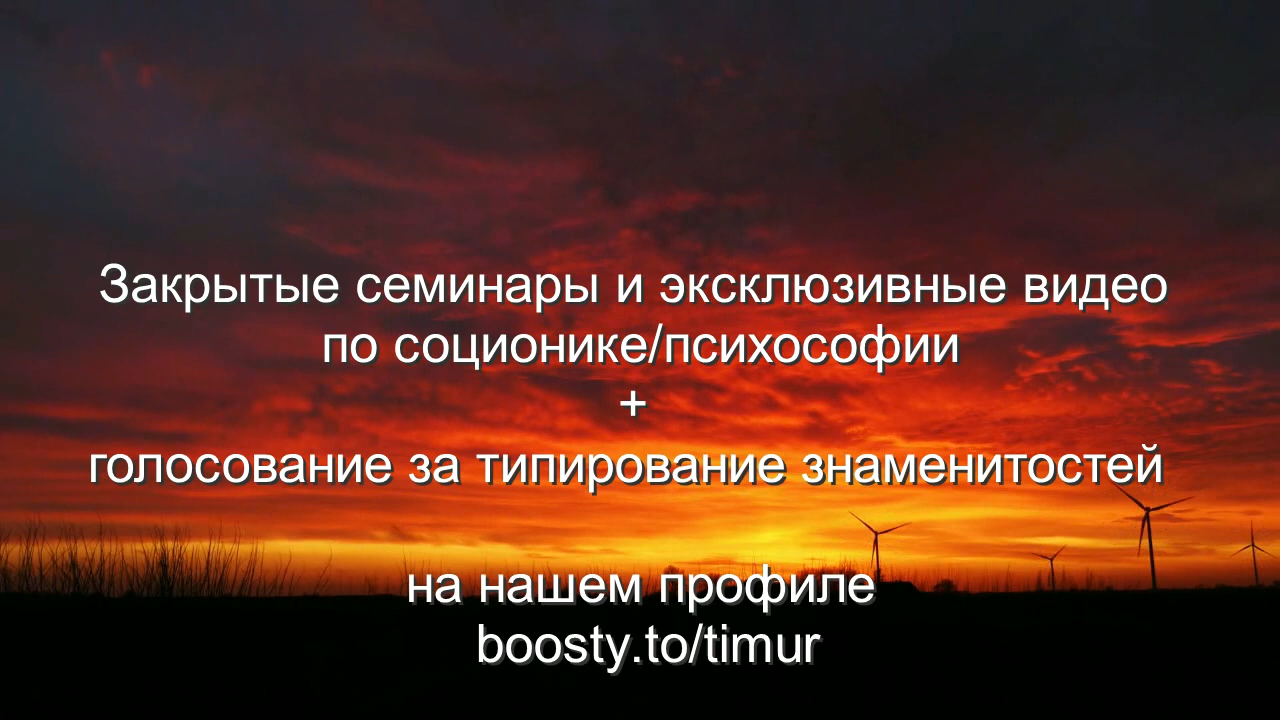 Закрытые семинары и эксклюзивные видео
по соционике/психософии
+
голосование за типирование знаменитостей
на нашем профиле
boosty.to/timur